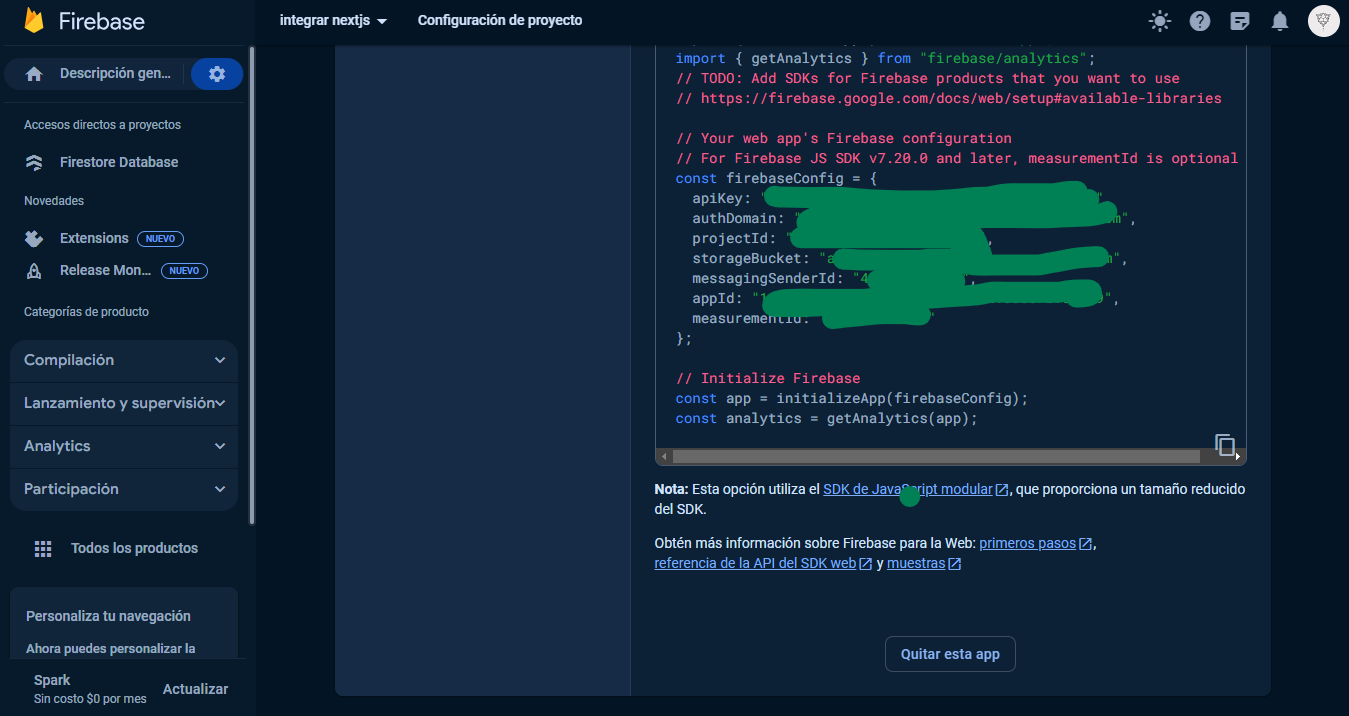 Firebase
integrar nextjs
Configuración de proyecto
Descripción gen...
Accesos directos a proyectos
Firestore Database
Novedades
Extensions NUEVO
Release Mon... NUEVO
Categorías de producto
Compilación
Lanzamiento y supervisión
Analytics
Participación
Todos los productos
Personaliza tu navegación
Ahora puedes personalizar la
Spark
Sin costo $0 por mes
Actualizar
import { getAnalytics } from "firebase/analytics";
// TODO: Add SDKs for Firebase products that you want to use
// https://firebase.google.com/docs/web/setup#available-libraries
// Your web app's Firebase configuration
// For Firebase JS SDK v7.20.0 and later, measurementId is optional
const firebaseConfig = {
apiKey: "
authDomain: " m",
projectId: " ,
storageBucket: "a m",
messagingSenderId: "4 ",
appId: "1 ",
measurementId: "
};
// Initialize Firebase
const app = initializeApp(firebaseConfig);
const analytics = getAnalytics(app);
Nota: Esta opción utiliza el SDK de JavaScript modular, que proporciona un tamaño reducido
del SDK.
Obtén más información sobre Firebase para la Web: primeros pasos,
referencia de la API del SDK web y muestras
Quitar esta app